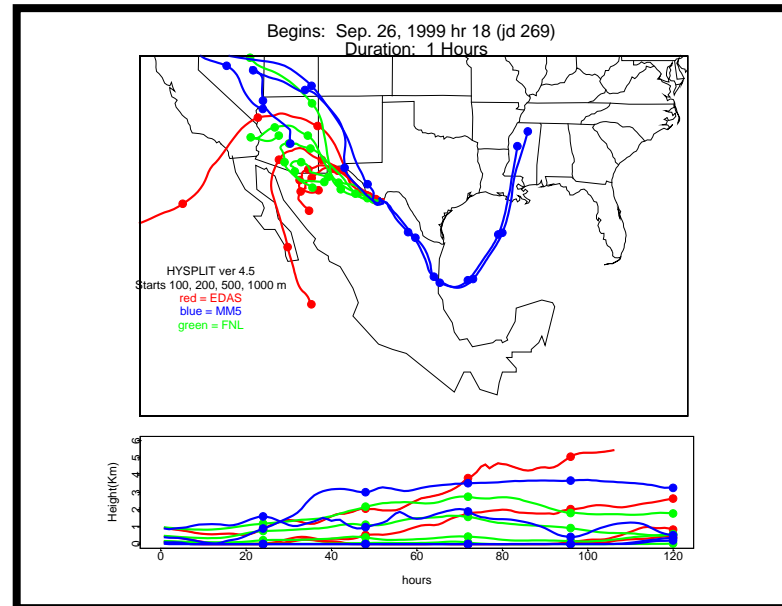 Begins:  Sep. 26, 1999 hr 18 (jd 269)
Duration:  1 Hours
HYSPLIT ver 4.5
Starts 100, 200, 500, 1000 m
red = EDAS
blue = MM5
green = FNL
Height(Km)
6
5
4
3
2
1
0
0 20 40 60 80 100 120
hours